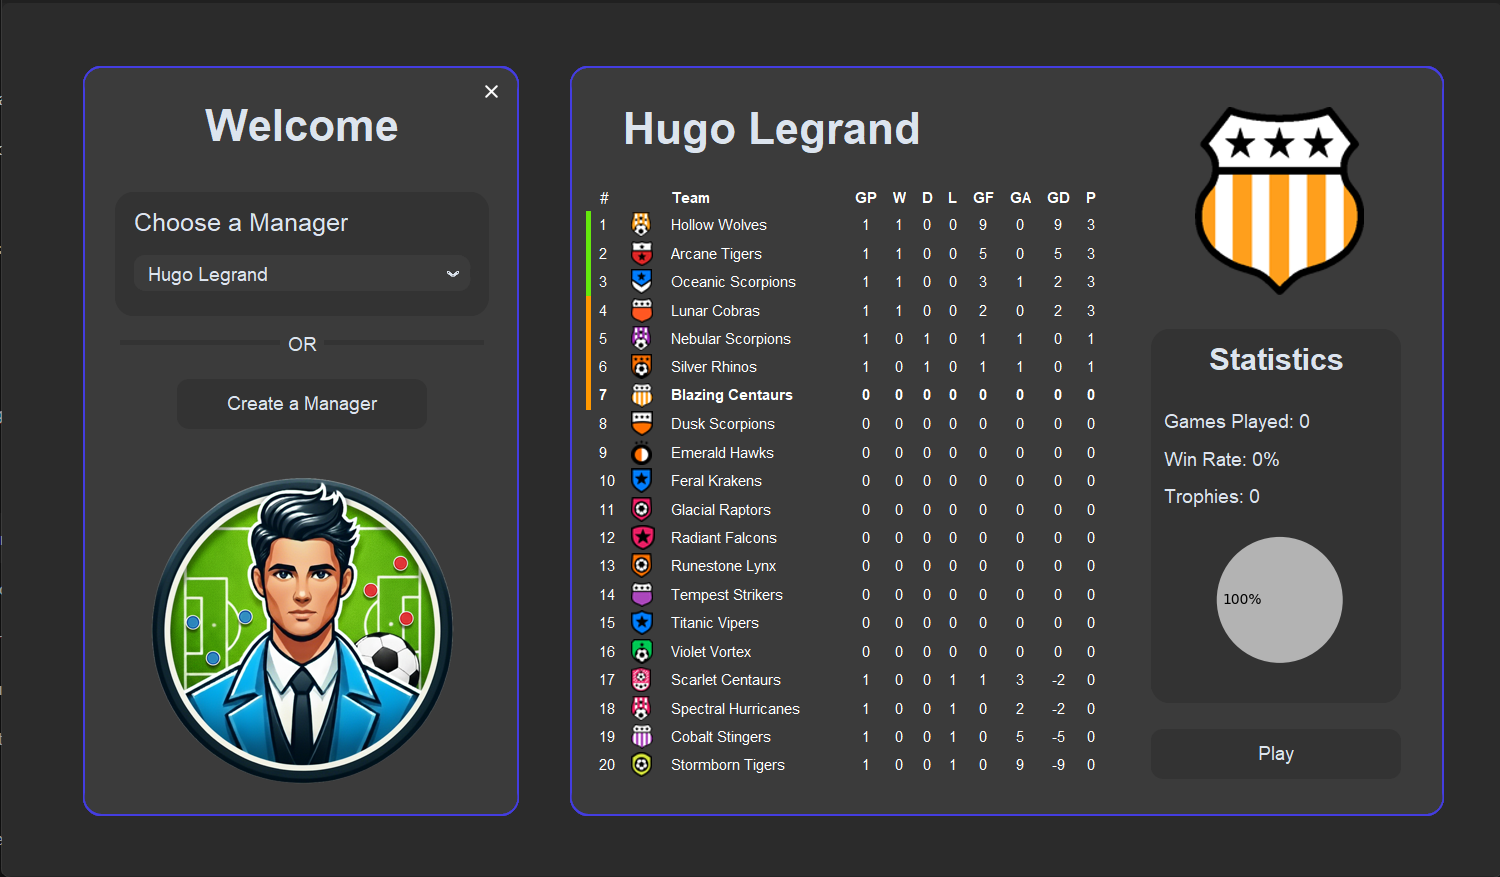 Welcome
Choose a Manager
Hugo Legrand
OR
Create a Manager
Hugo Legrand
# Team GP W D L GF GA GD P
1 Hollow Wolves 1 1 0 0 9 0 9 3
2 Arcane Tigers 1 1 0 0 5 0 5 3
3 Oceanic Scorpions 1 1 0 0 3 1 2 3
4 Lunar Cobras 1 1 0 0 2 0 2 3
5 Nebular Scorpions 1 0 1 0 1 1 0 1
6 Silver Rhinos 1 0 1 0 1 1 0 1
7 Blazing Centaurs 0 0 0 0 0 0 0 0
8 Dusk Scorpions 0 0 0 0 0 0 0 0
9 Emerald Hawks 0 0 0 0 0 0 0 0
10 Feral Krakens 0 0 0 0 0 0 0 0
11 Glacial Raptors 0 0 0 0 0 0 0 0
12 Radiant Falcons 0 0 0 0 0 0 0 0
13 Runestone Lynx 0 0 0 0 0 0 0 0
14 Tempest Strikers 0 0 0 0 0 0 0 0
15 Titanic Vipers 0 0 0 0 0 0 0 0
16 Violet Vortex 0 0 0 0 0 0 0 0
17 Scarlet Centaurs 1 0 0 1 1 3 -2 0
18 Spectral Hurricanes 1 0 0 1 0 2 -2 0
19 Cobalt Stingers 1 0 0 1 0 5 -5 0
20 Stormborn Tigers 1 0 0 1 0 9 -9 0
Statistics
Games Played: 0
Win Rate: 0%
Trophies: 0
100%
Play